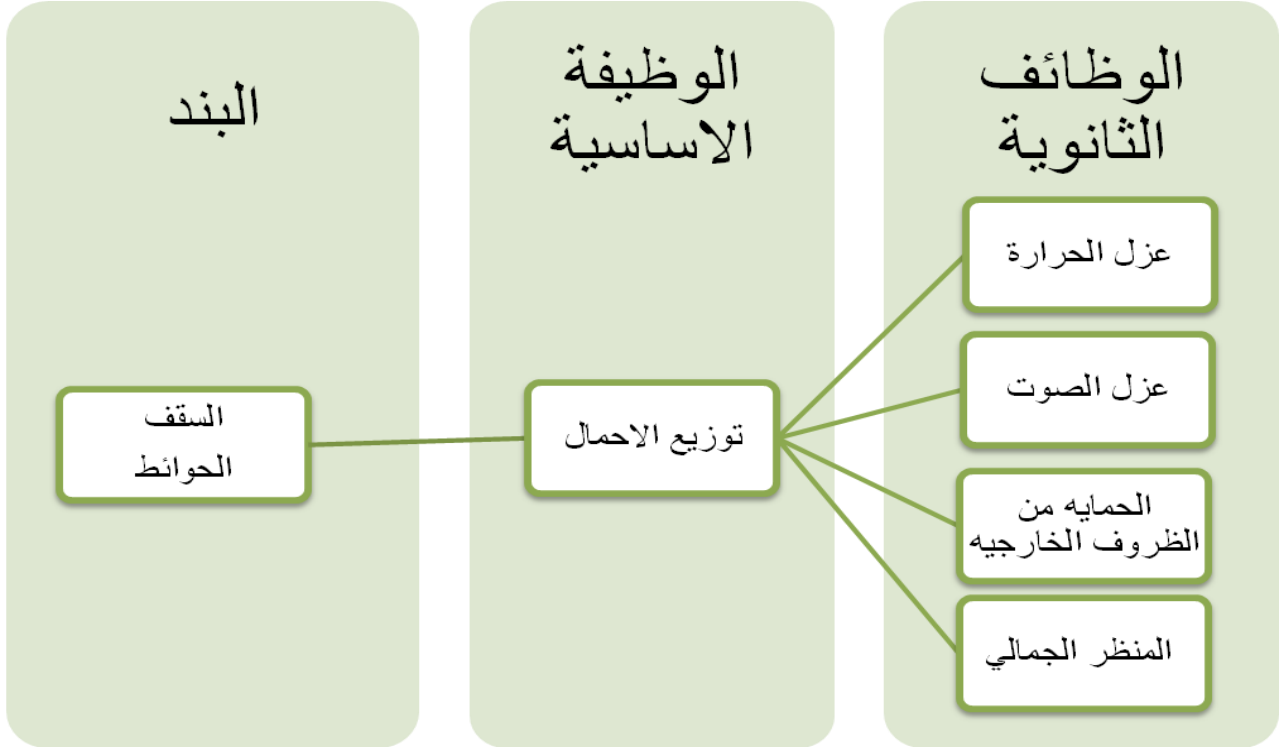 البند
السقف
الحوائط
الوظيفة
الاساسية
توزيع الاحمال
الوظائف
الثانوية
عزل الحرارة
عزل الصوت
الحمايه من
الظروف الخارجيه
المنظر الجمالي